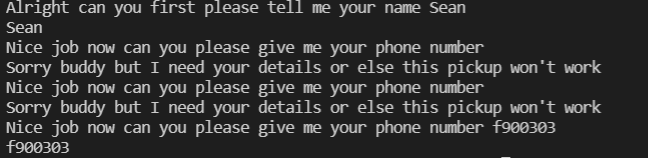 Alright can you first please tell me your name Sean
Sean
Nice job now can you please give me your phone number
Sorry buddy but I need your details or else this pickup won't work
Nice job now can you please give me your phone number
Sorry buddy but I need your details or else this pickup won't work
Nice job now can you please give me your phone number f900303
f900303